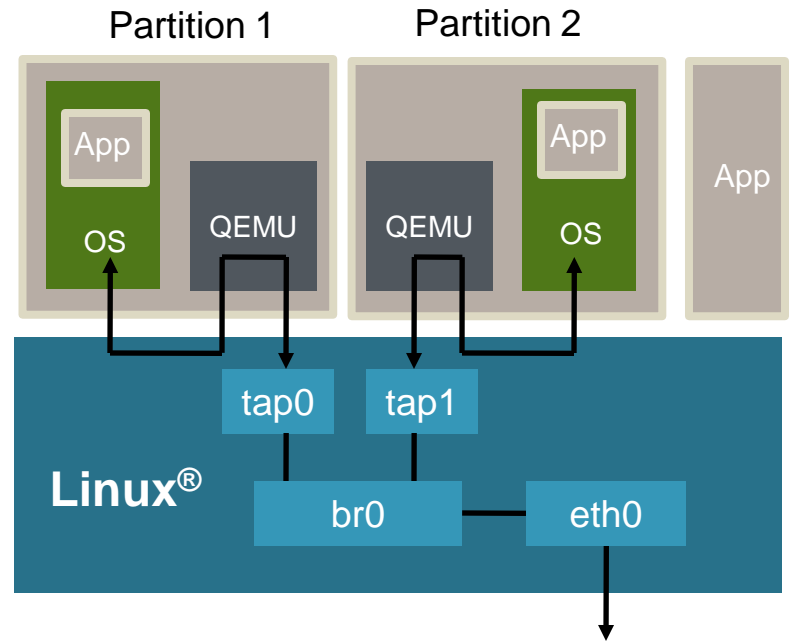 Partition 1
Partition 2
App
OS
QEMU
QEMU
App
OS
App
tap0
tap1
Linux®
br0
eth0